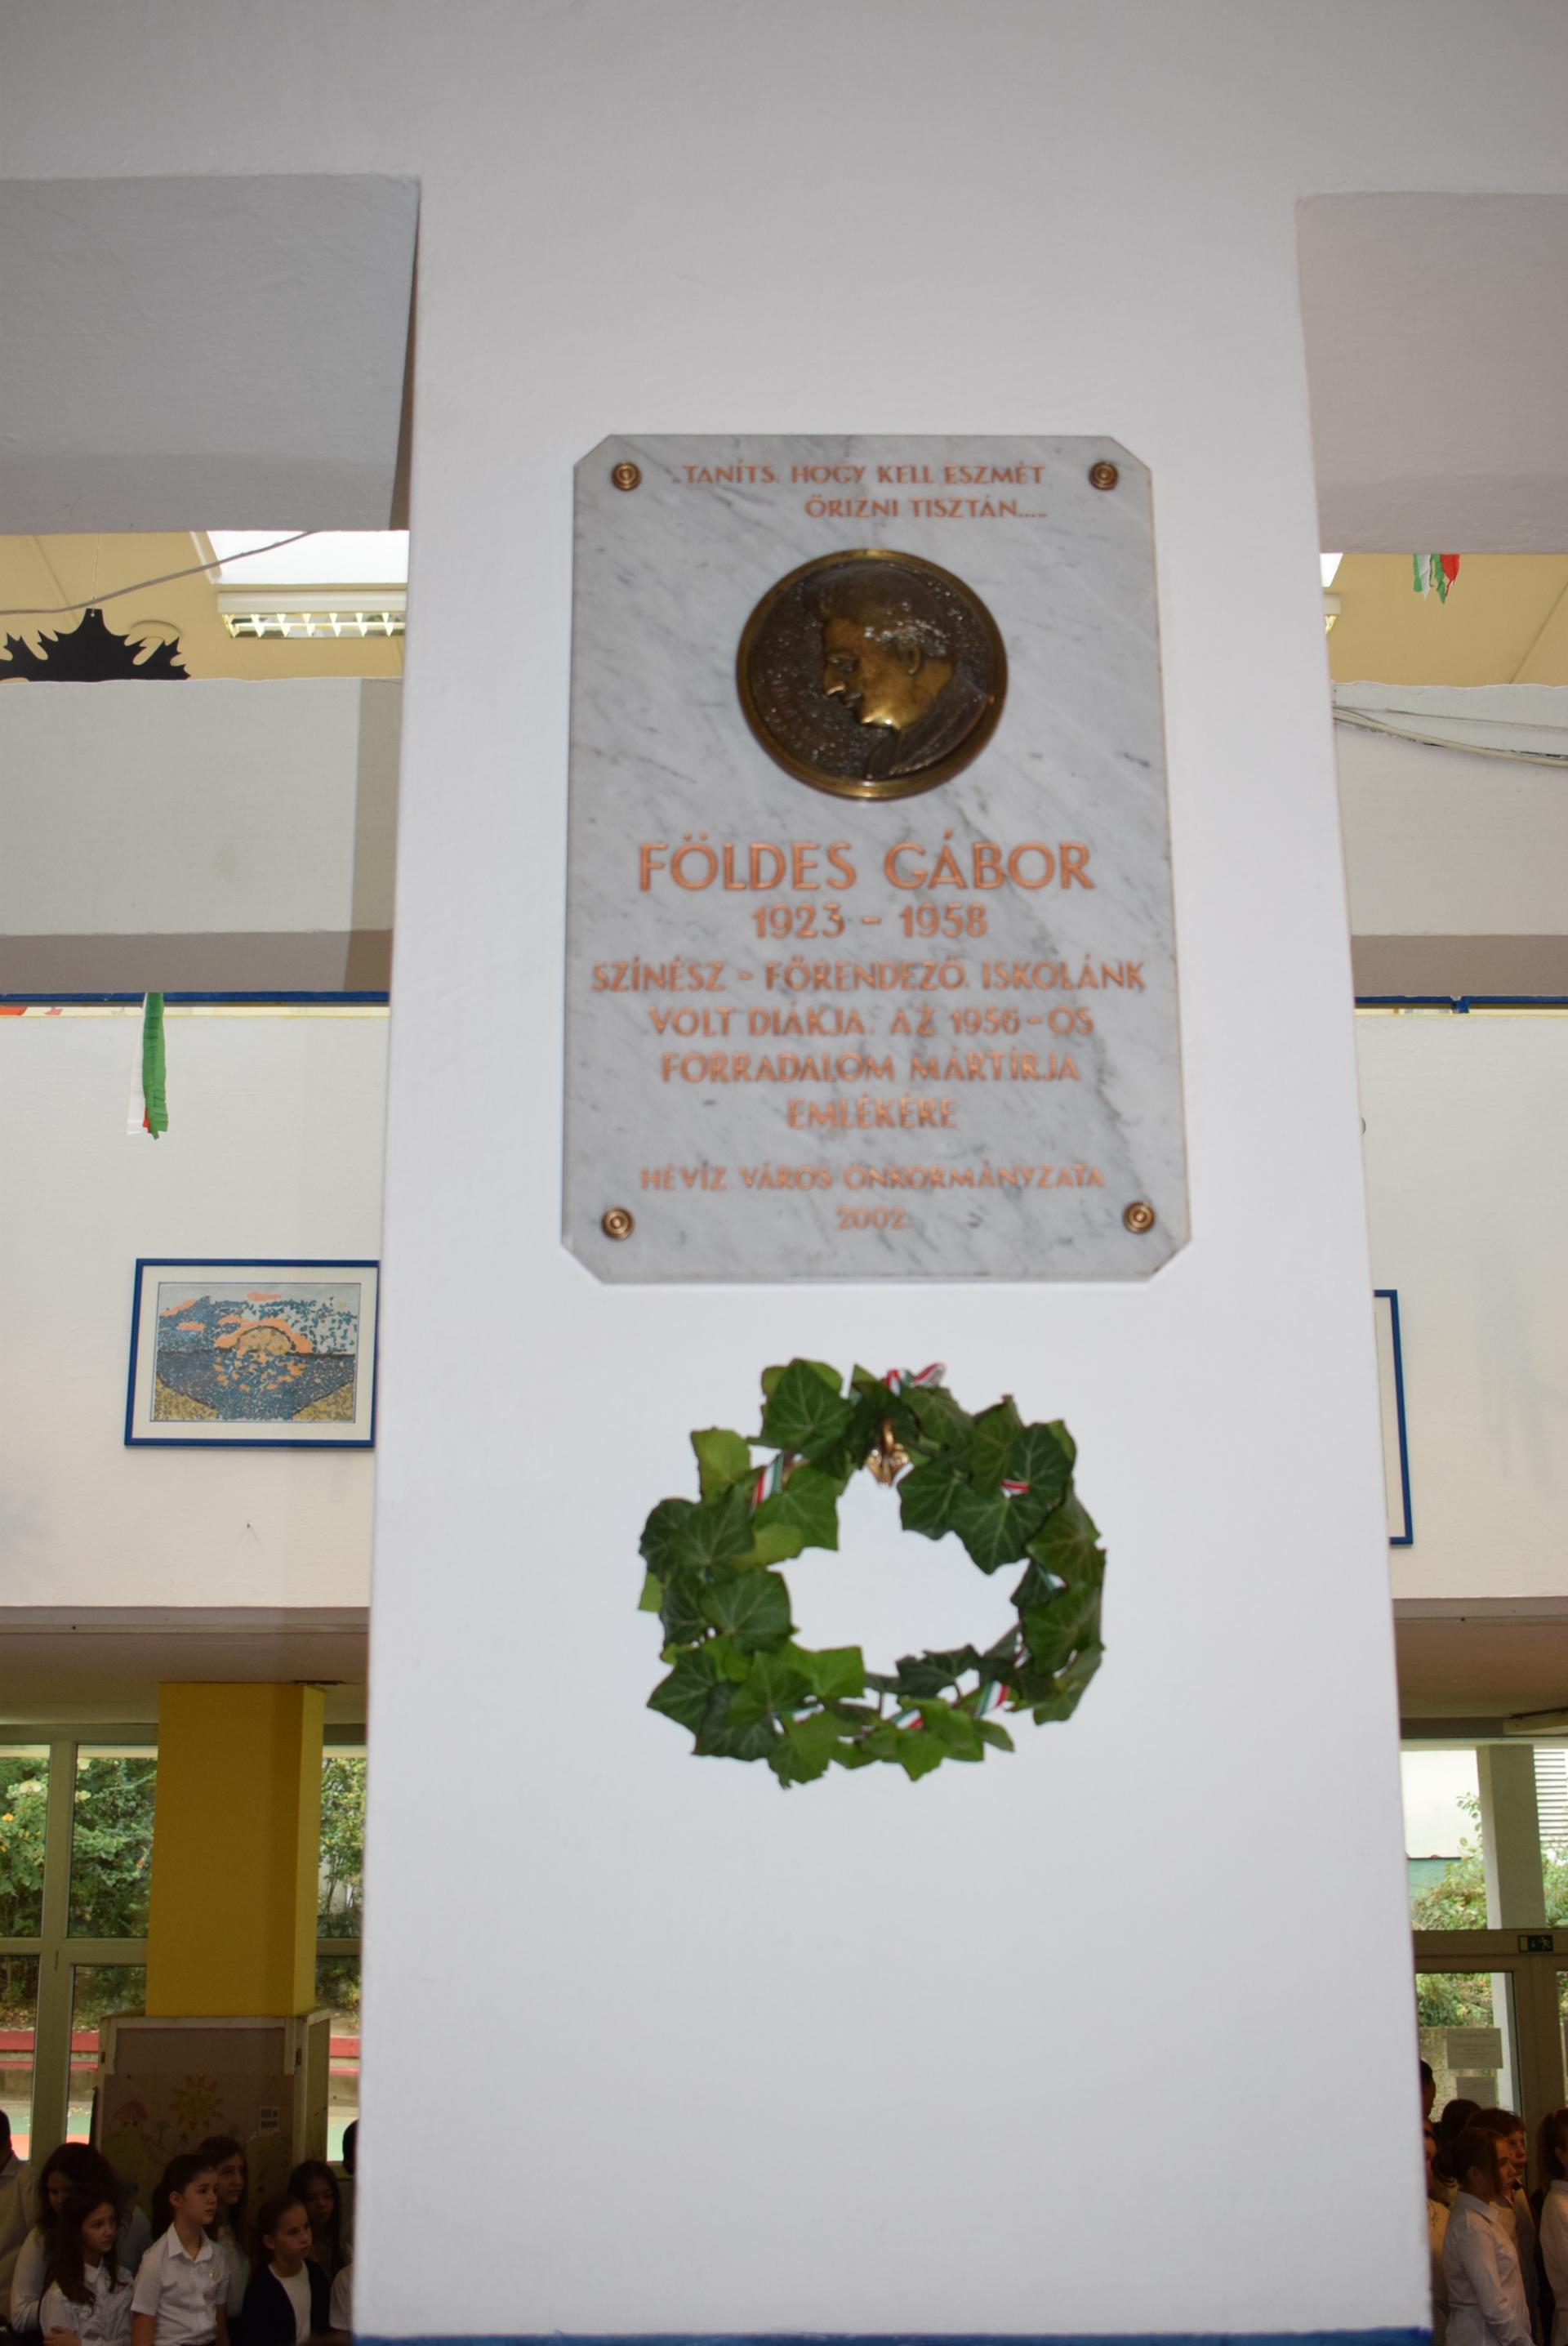 „TANÍTS, HOGY KELL ESZMÉT
ŐRIZNI TISZTÁN.....
FÖLDES GÁBOR
1923 - 1958
SZÍNÉSZ - FŐRENDEZŐ, ISKOLÁNK
VOLT DIÁKJA, AZ 1956-OS
FORRADALOM MÁRTÍRJA
EMLÉKÉRE
HÉVÍZ VÁROS ÖNKORMÁNYZATA
2002.